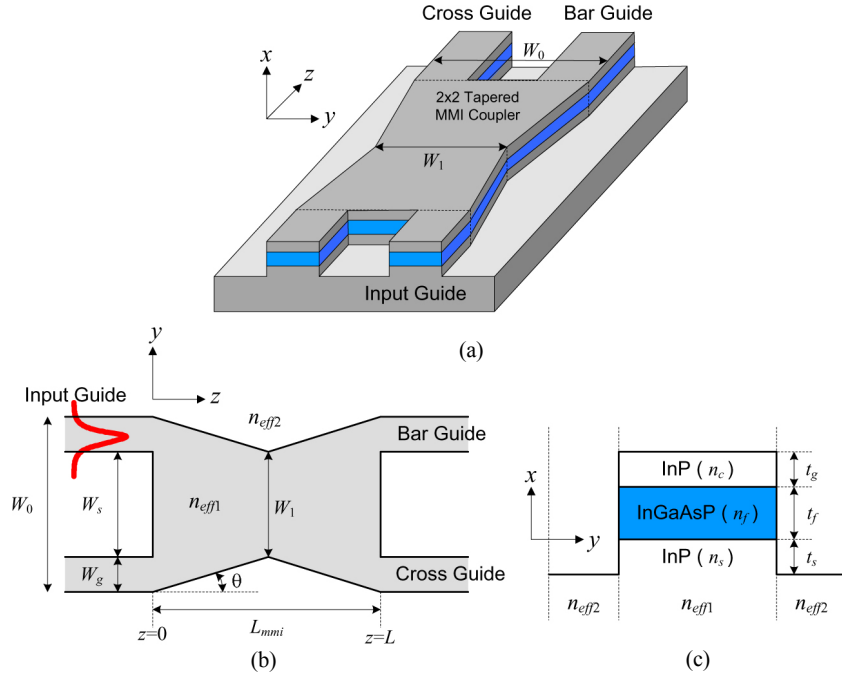 Cross Guide
Bar Guide
W0
x
z
y
2x2 Tapered
MMI Coupler
W1
Input Guide
(a)
y
z
Input Guide
neff2
Bar Guide
W0
Ws
neff1
W1
Wg
θ
Cross Guide
Lmmi
z=0
z=L
(b)
x
y
InP ( nc )
tg
InGaAsP ( nf )
tf
InP ( ns )
ts
neff2
neff1
neff2
(c)